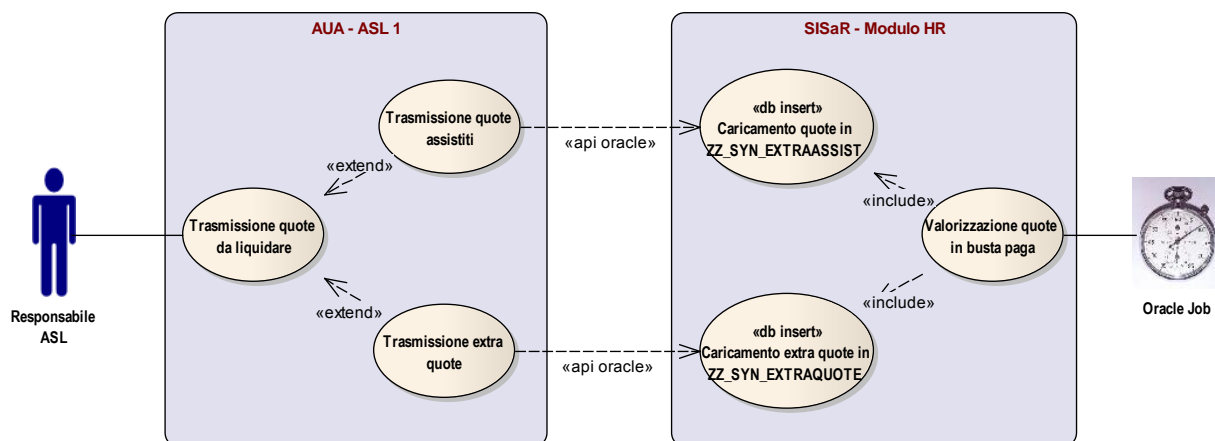 AUA - ASL 1
SISaR - Modulo HR
Trasmissione quote
assistiti
«api oracle»
«db insert»
Caricamento quote in
ZZ_SYN_EXTRAASSIST
«extend»
«include»
Trasmissione quote
da liquidare
Valorizzazione quote
in busta paga
Responsabile
ASL
Oracle Job
«extend»
«include»
Trasmissione extra
quote
«api oracle»
«db insert»
Caricamento extra quote in
ZZ_SYN_EXTRAQUOTE